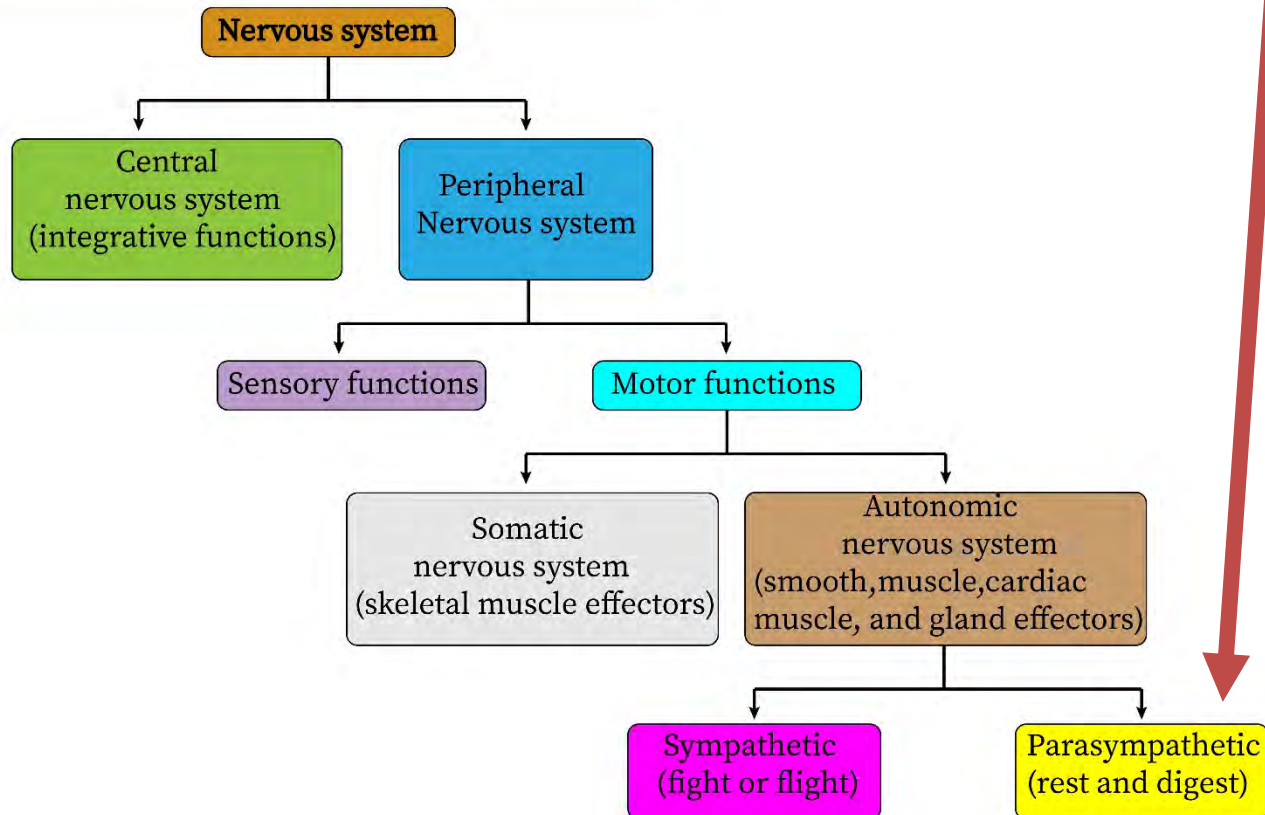 Nervous system
Central
nervous system
(integrative functions)
Peripheral
Nervous system
Sensory functions
Motor functions
Somatic
nervous system
(skeletal muscle effectors)
Autonomic
nervous system
(smooth,muscle,cardiac
muscle, and gland effectors)
Sympathetic
(fight or flight)
Parasympathetic
(rest and digest)